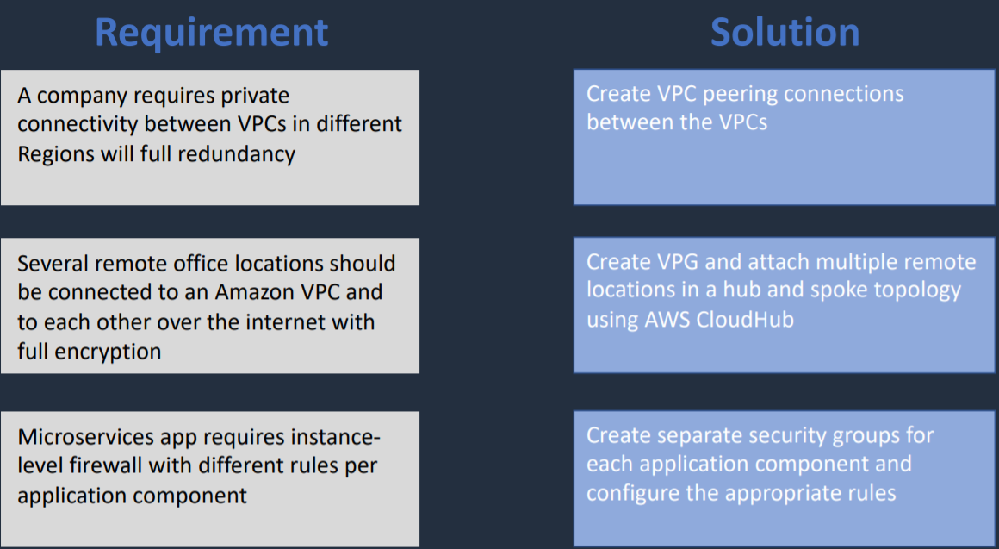 Requirement
Solution
A company requires private
connectivity between VPCs in different
Regions will full redundancy
Create VPC peering connections
between the VPCs
Several remote office locations should
be connected to an Amazon VPC and
to each other over the internet with
full encryption
Create VPG and attach multiple remote
locations in a hub and spoke topology
using AWS CloudHub
Microservices app requires instance-
level firewall with different rules per
application component
Create separate security groups for
each application component and
configure the appropriate rules